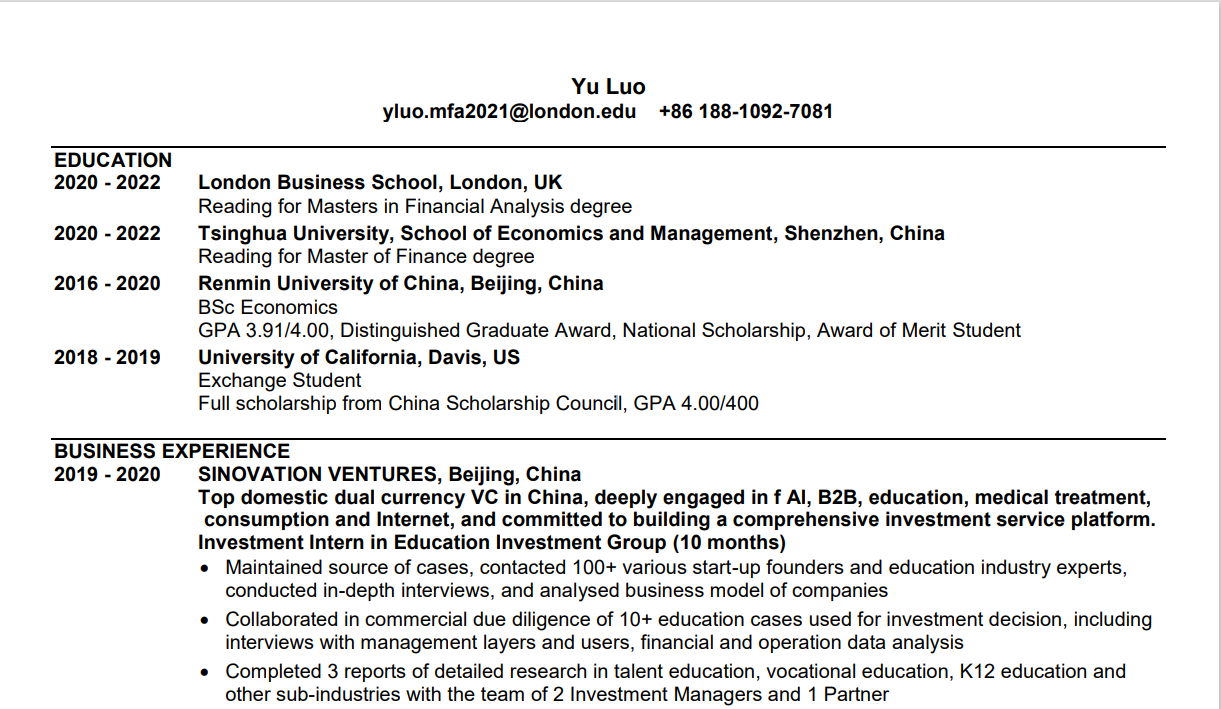 Yu Luo
yluo.mfa2021@london.edu +86 188-1092-7081
EDUCATION
2020 - 2022 London Business School, London, UK
Reading for Masters in Financial Analysis degree
2020 - 2022 Tsinghua University, School of Economics and Management, Shenzhen, China
Reading for Master of Finance degree
2016 - 2020 Renmin University of China, Beijing, China
BSc Economics
GPA 3.91/4.00, Distinguished Graduate Award, National Scholarship, Award of Merit Student
2018 - 2019 University of California, Davis, US
Exchange Student
Full scholarship from China Scholarship Council, GPA 4.00/400
BUSINESS EXPERIENCE
2019 - 2020 SINOVATION VENTURES, Beijing, China
Top domestic dual currency VC in China, deeply engaged in f AI, B2B, education, medical treatment,
consumption and Internet, and committed to building a comprehensive investment service platform.
Investment Intern in Education Investment Group (10 months)
• Maintained source of cases, contacted 100+ various start-up founders and education industry experts,
conducted in-depth interviews, and analysed business model of companies
• Collaborated in commercial due diligence of 10+ education cases used for investment decision, including
interviews with management layers and users, financial and operation data analysis
• Completed 3 reports of detailed research in talent education, vocational education, K12 education and
other sub-industries with the team of 2 Investment Managers and 1 Partner